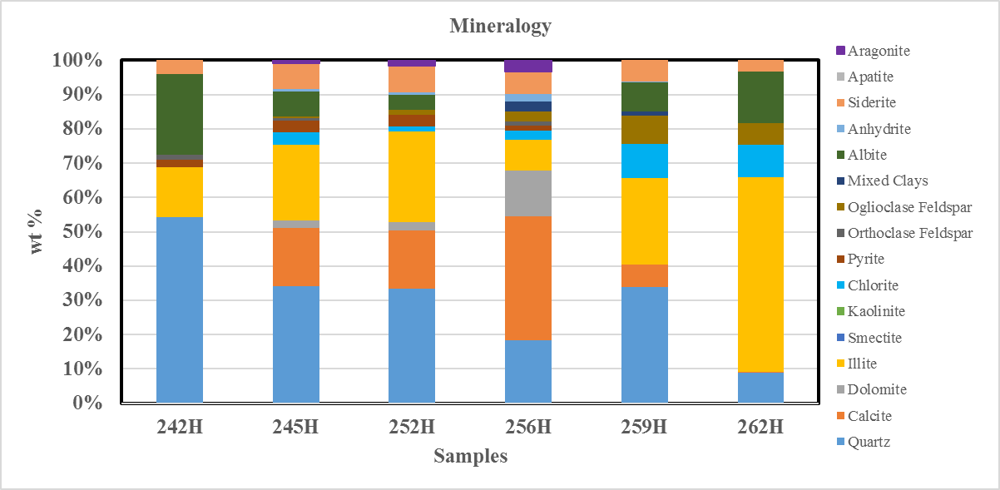 Mineralogy
100%
90%
80%
70%
60%
50%
40%
30%
20%
10%
0%
wt %
242H 245H 252H 256H 259H 262H
Samples
Aragonite
Apatite
Siderite
Anhydrite
Albite
Mixed Clays
Oglioclase Feldspar
Orthoclase Feldspar
Pyrite
Chlorite
Kaolinite
Smectite
Illite
Dolomite
Calcite
Quartz